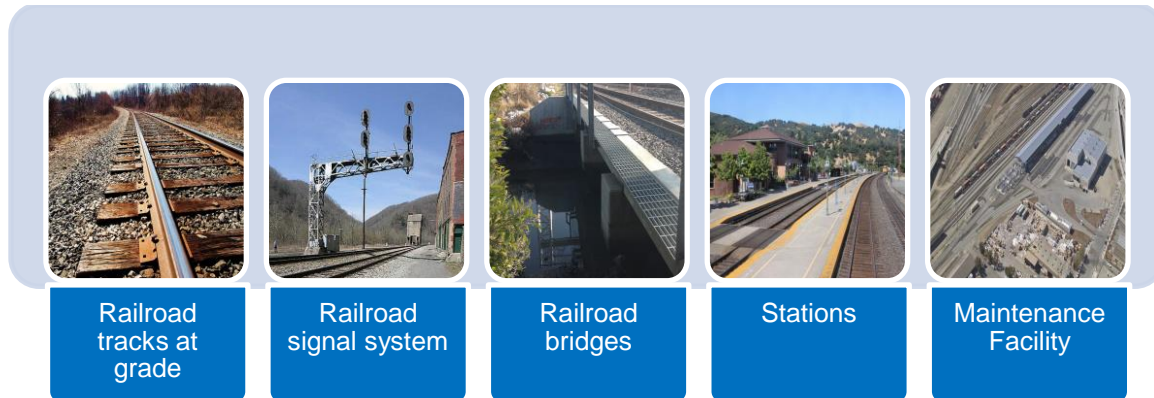 Railroad
tracks at
grade
Railroad
signal system
Railroad
bridges
Stations
Maintenance
Facility